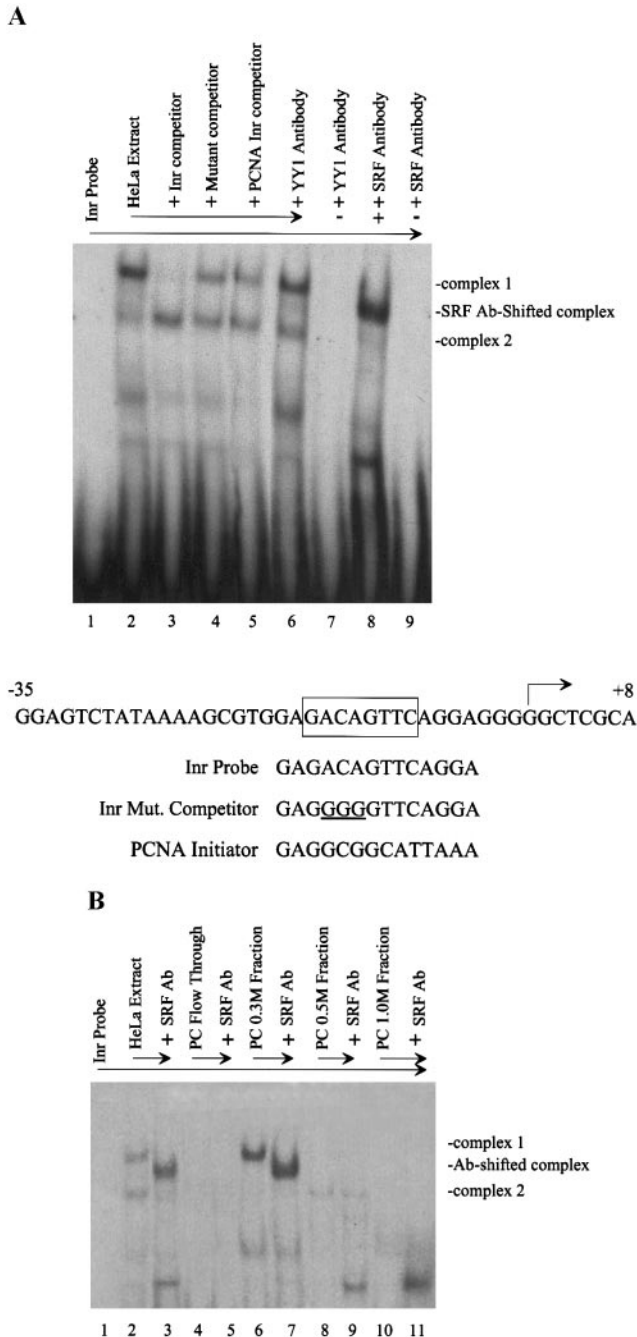 A
Inr Probe
HeLa Extract
+ Inr competitor
+ Mutant competitor
+ PCNA Inr competitor
+ YY1 Antibody
- + YY1 Antibody
+ + SRF Antibody
- + SRF Antibody
-complex 1
-SRF Ab-Shifted complex
-complex 2
1 2 3 4 5 6 7 8 9
-35 +8
GGAGTCTATAAAAGCGTGGAGACAGTTCAGGAGGGGGCTCGCA
Inr Probe GAGACAGTTCAGGA
Inr Mut. Competitor GAGGGGGTTCAGGA
PCNA Initiator GAGGCGGCATTAAA
B
Inr Probe
HeLa Extract
+ SRF Ab
PC Flow Through
+ SRF Ab
PC 0.3M Fraction
+ SRF Ab
PC 0.5M Fraction
+ SRF Ab
PC 1.0M Fraction
+ SRF Ab
-complex 1
-Ab-shifted complex
-complex 2
1 2 3 4 5 6 7 8 9 10 11